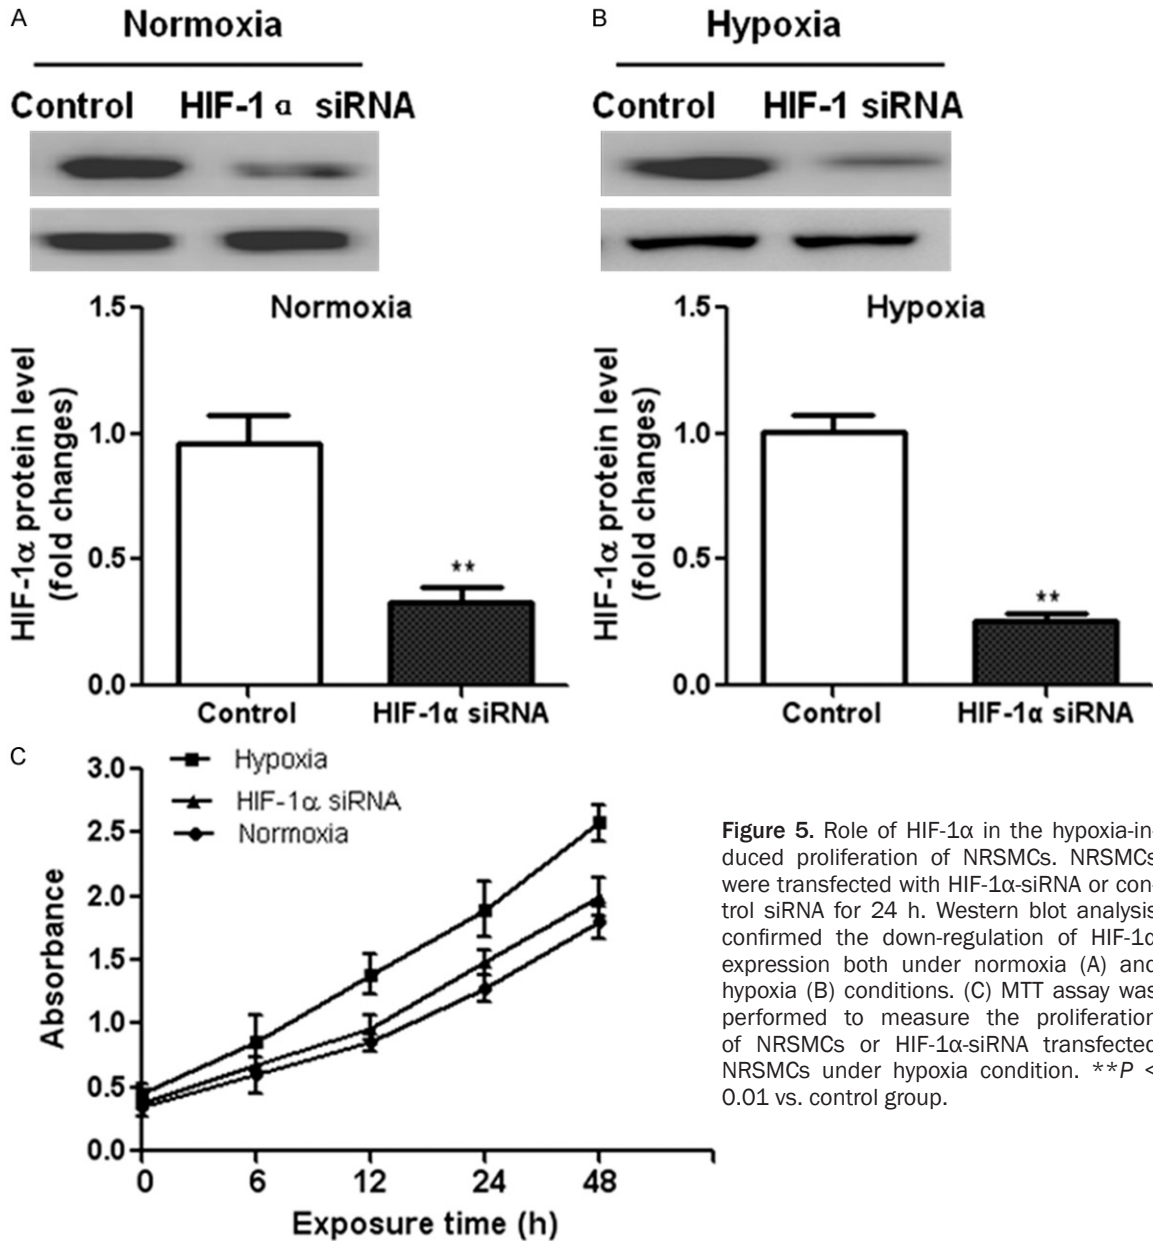 A
Normoxia
Control HIF-1 α siRNA
1.5
1.0
0.5
0.0
HIF-1α protein level
(fold changes)
Normoxia
**
Control HIF-1α siRNA
B
Hypoxia
Control HIF-1 siRNA
1.5
1.0
0.5
0.0
HIF-1α protein level
(fold changes)
Hypoxia
**
Control HIF-1α siRNA
C
3.0
2.5
2.0
1.5
1.0
0.5
0.0
Absorbance
Hypoxia
HIF-1α siRNA
Normoxia
0 6 12 24 48
Exposure time (h)
Figure 5. Role of HIF-1α in the hypoxia-in-
duced proliferation of NRSMCs. NRSMCs
were transfected with HIF-1α-siRNA or con-
trol siRNA for 24 h. Western blot analysis
confirmed the down-regulation of HIF-1α
expression both under normoxia (A) and
hypoxia (B) conditions. (C) MTT assay was
performed to measure the proliferation
of NRSMCs or HIF-1α-siRNA transfected
NRSMCs under hypoxia condition. **P <
0.01 vs. control group.